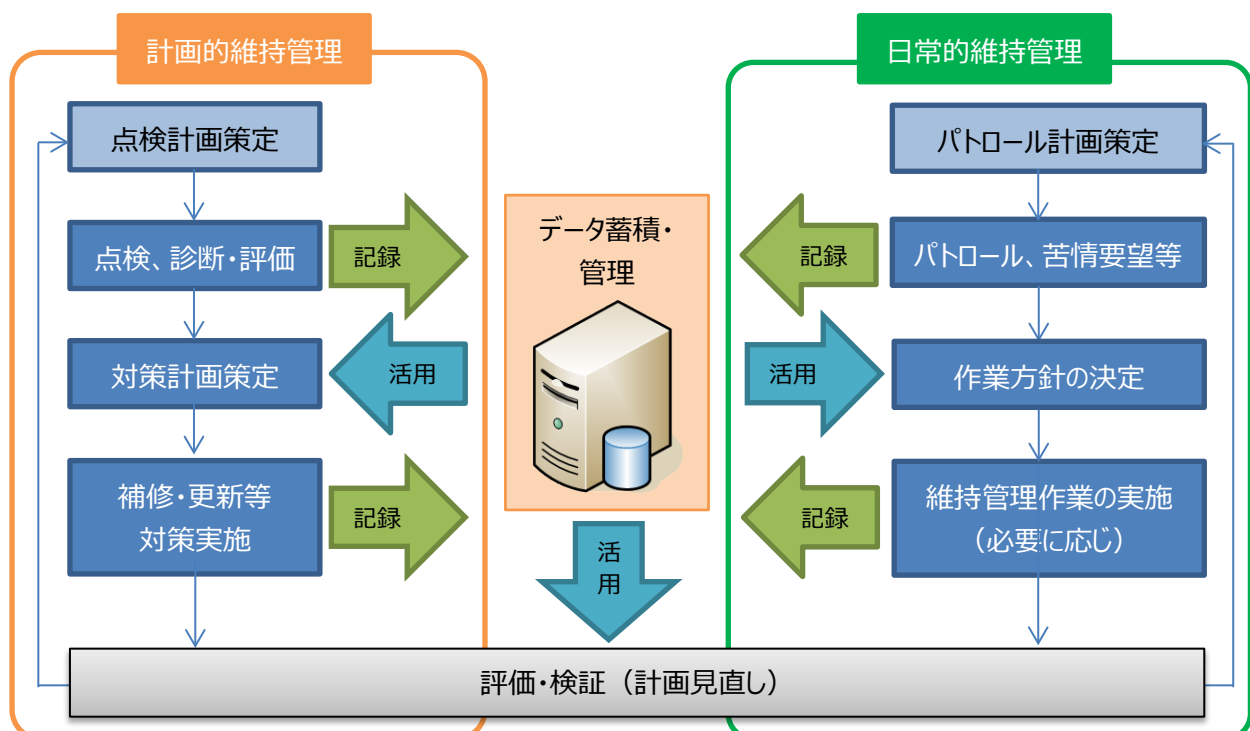 計画的維持管理
点検計画策定
点検、診断・評価
記録
対策計画策定
活用
補修・更新等
対策実施
記録
データ蓄積・
管理
活
用
日常的維持管理
パトロール計画策定
パトロール、苦情要望等
記録
作業方針の決定
活用
維持管理作業の実施
（必要に応じ）
記録
評価・検証（計画見直し）